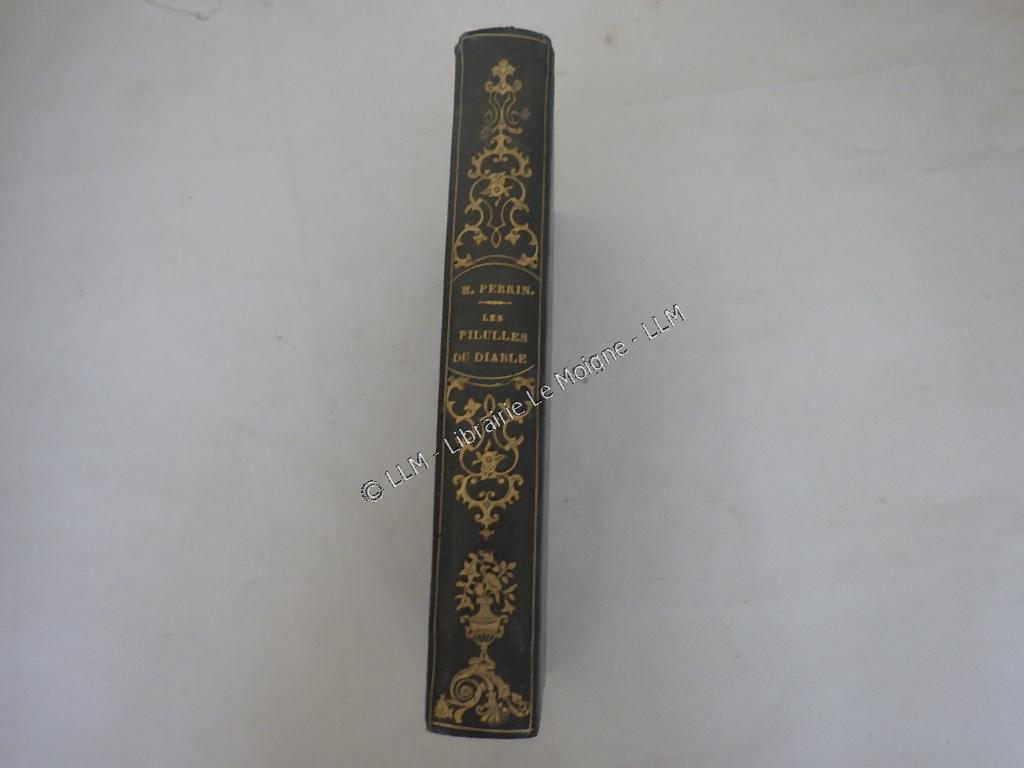 M. PERRIN.
LES
PILULLES
DU DIABLE
© LLM - Librairie Le Moigne - LLM